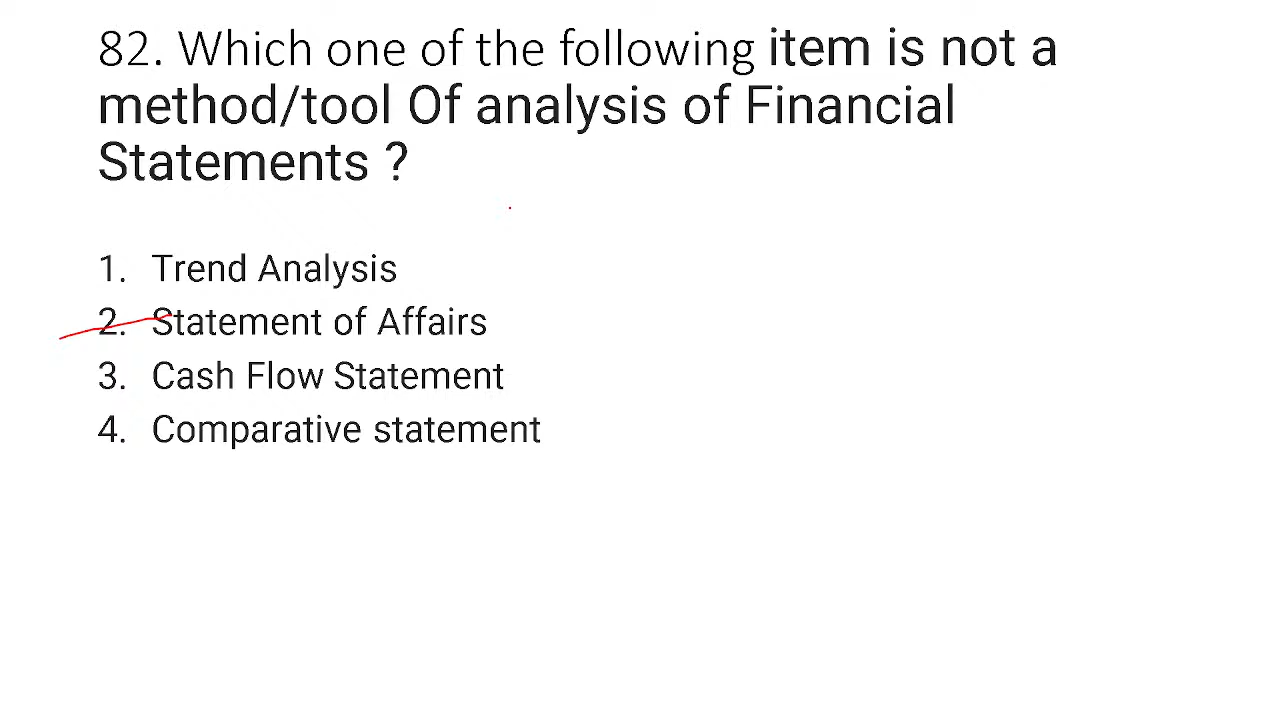 82. Which one of the following item is not a
method/tool Of analysis of Financial
Statements ?
1. Trend Analysis
2. Statement of Affairs
3. Cash Flow Statement
4. Comparative statement